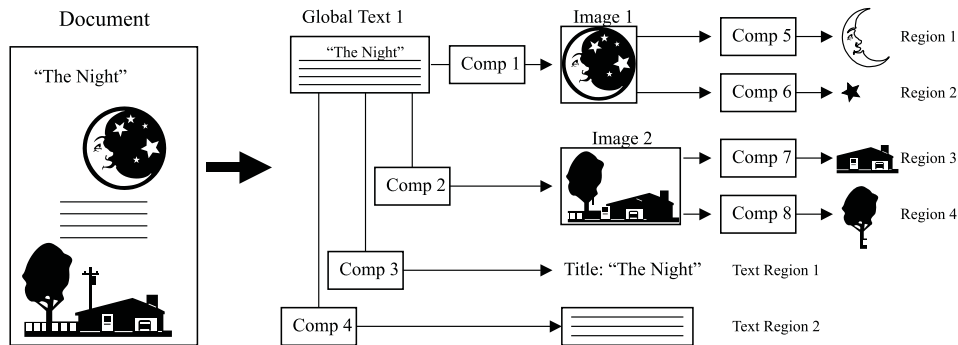 Document
“The Night”
Global Text 1
“The Night”
Comp 1
Image 1
Comp 5
Region 1
Comp 6
Region 2
Comp 2
Image 2
Comp 7
Region 3
Comp 8
Region 4
Comp 3
Title: “The Night”
Text Region 1
Comp 4
Text Region 2